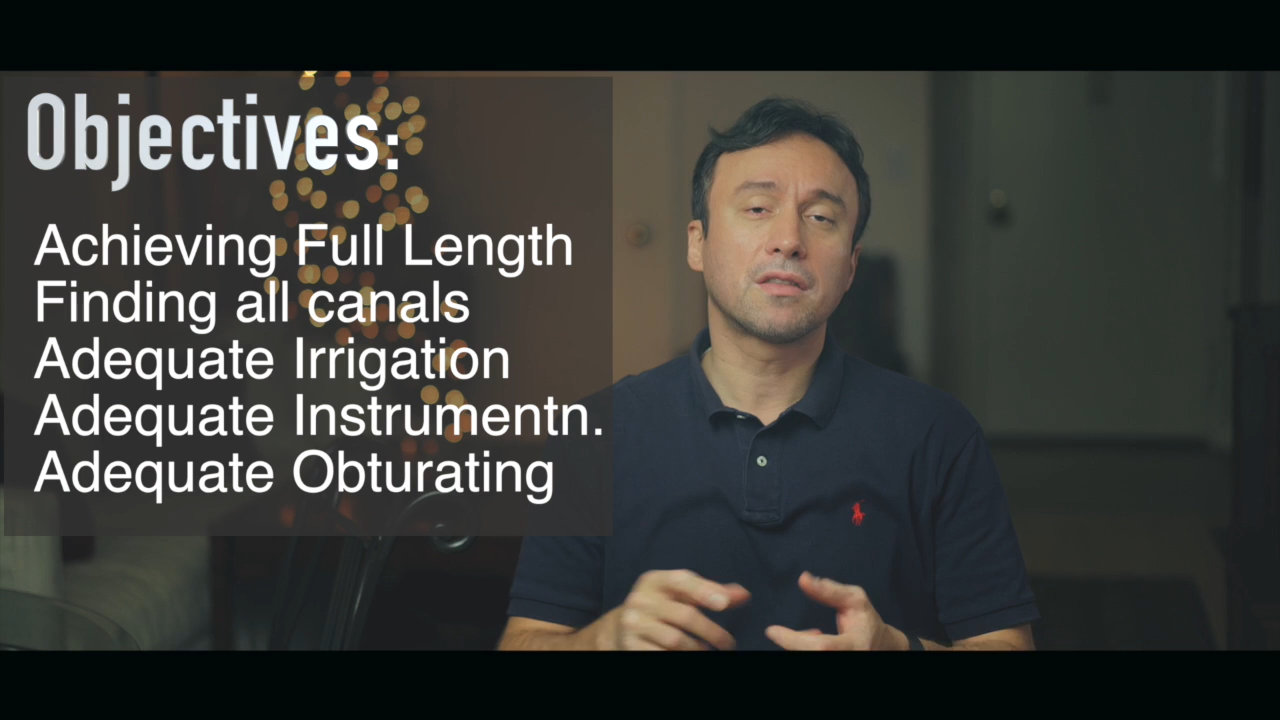 Objectives:
Achieving Full Length
Finding all canals
Adequate Irrigation
Adequate Instrumentn.
Adequate Obturating